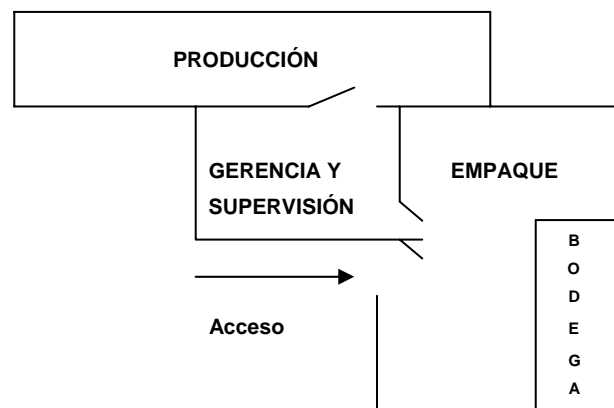 PRODUCCIÓN
GERENCIA Y
SUPERVISIÓN
EMPAQUE
Acceso
B
O
D
E
G
A